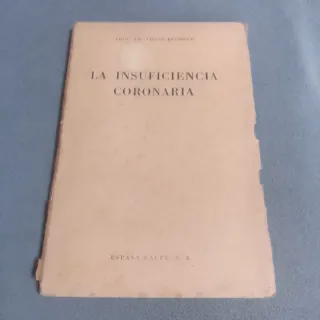 LA INSUFICIENCIA
CORONARIA
ESPASA-CALPE, S. A.